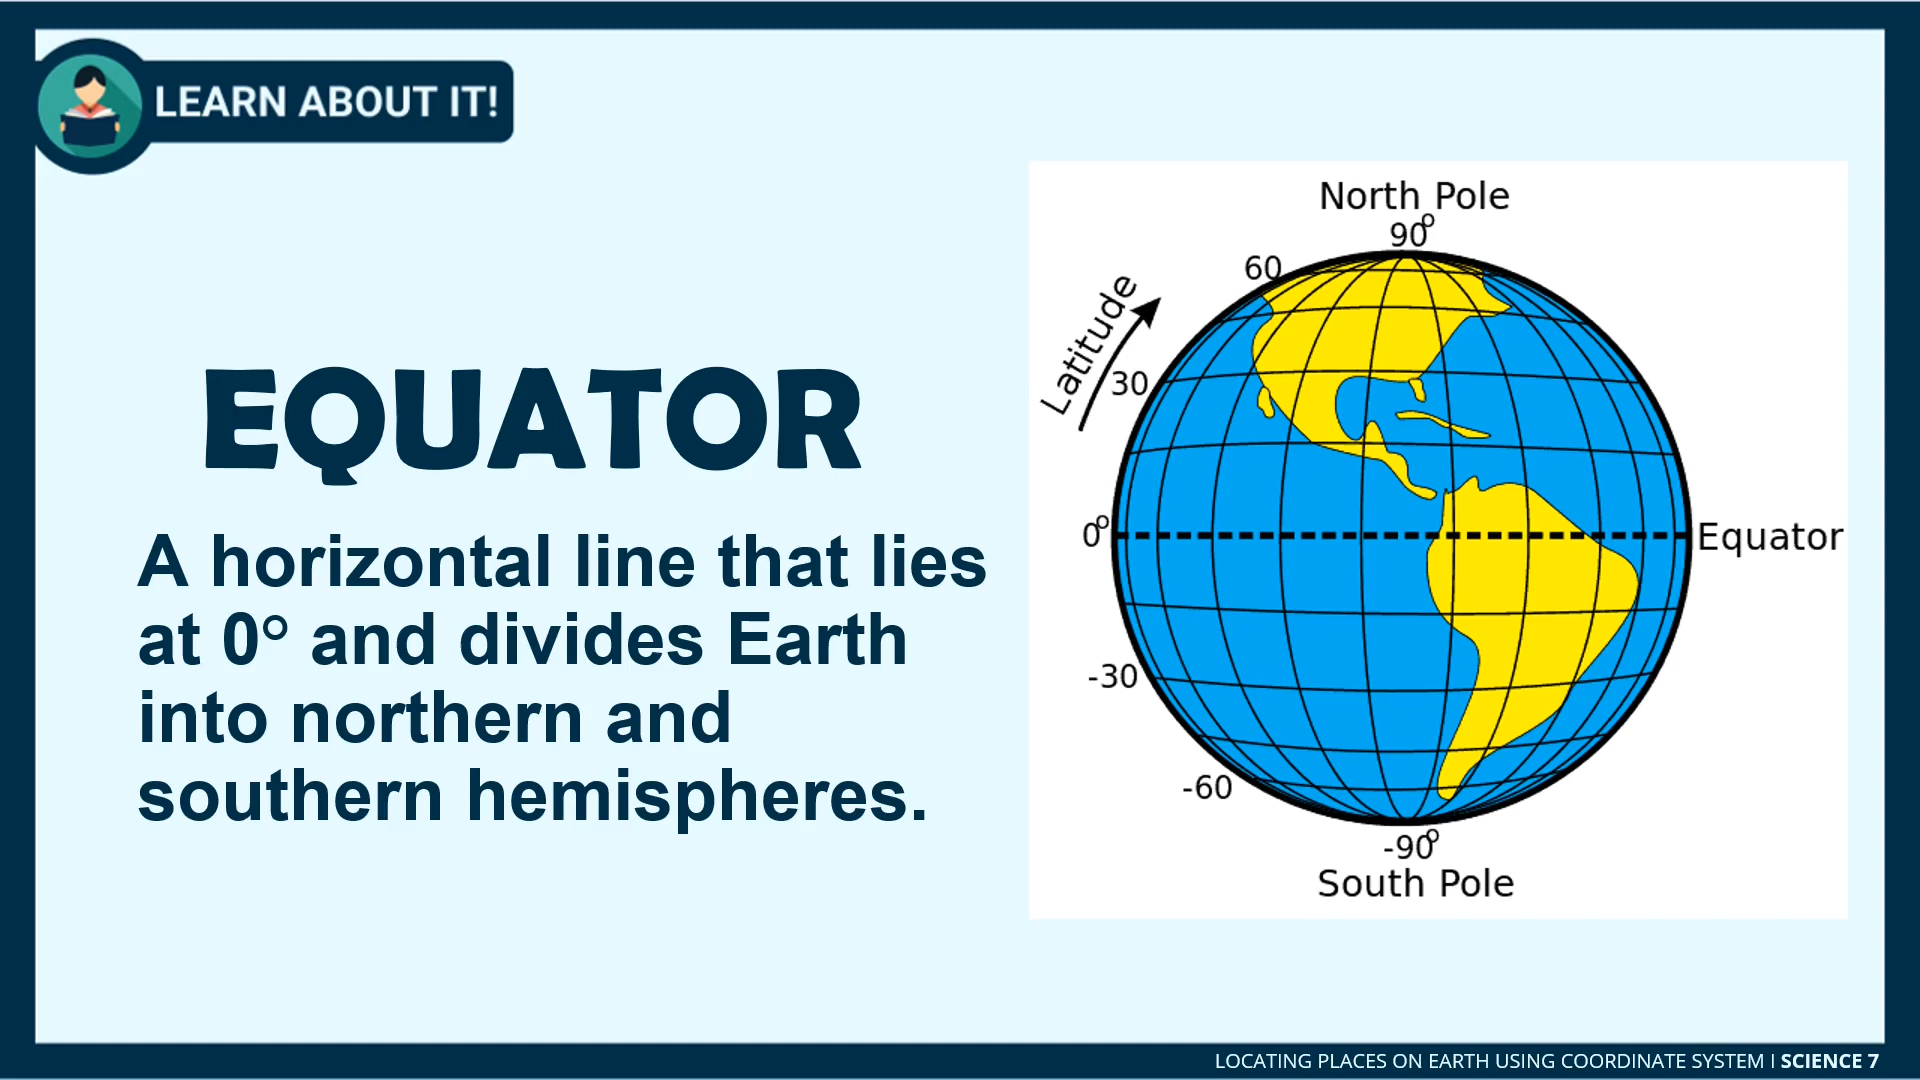 LEARN ABOUT IT!
EQUATOR
A horizontal line that lies
at 0° and divides Earth
into northern and
southern hemispheres.
North Pole
90°
60
Latitude
30
0°
Equator
-30
-60
-90°
South Pole
LOCATING PLACES ON EARTH USING COORDINATE SYSTEM I SCIENCE 7